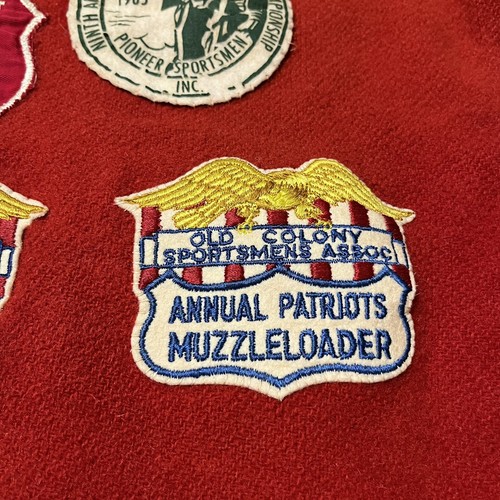 PIONEER SPORTSMEN
INC.
OLD COLONY
SPORTSMENS ASSOC
ANNUAL PATRIOTS
MUZZLELOADER